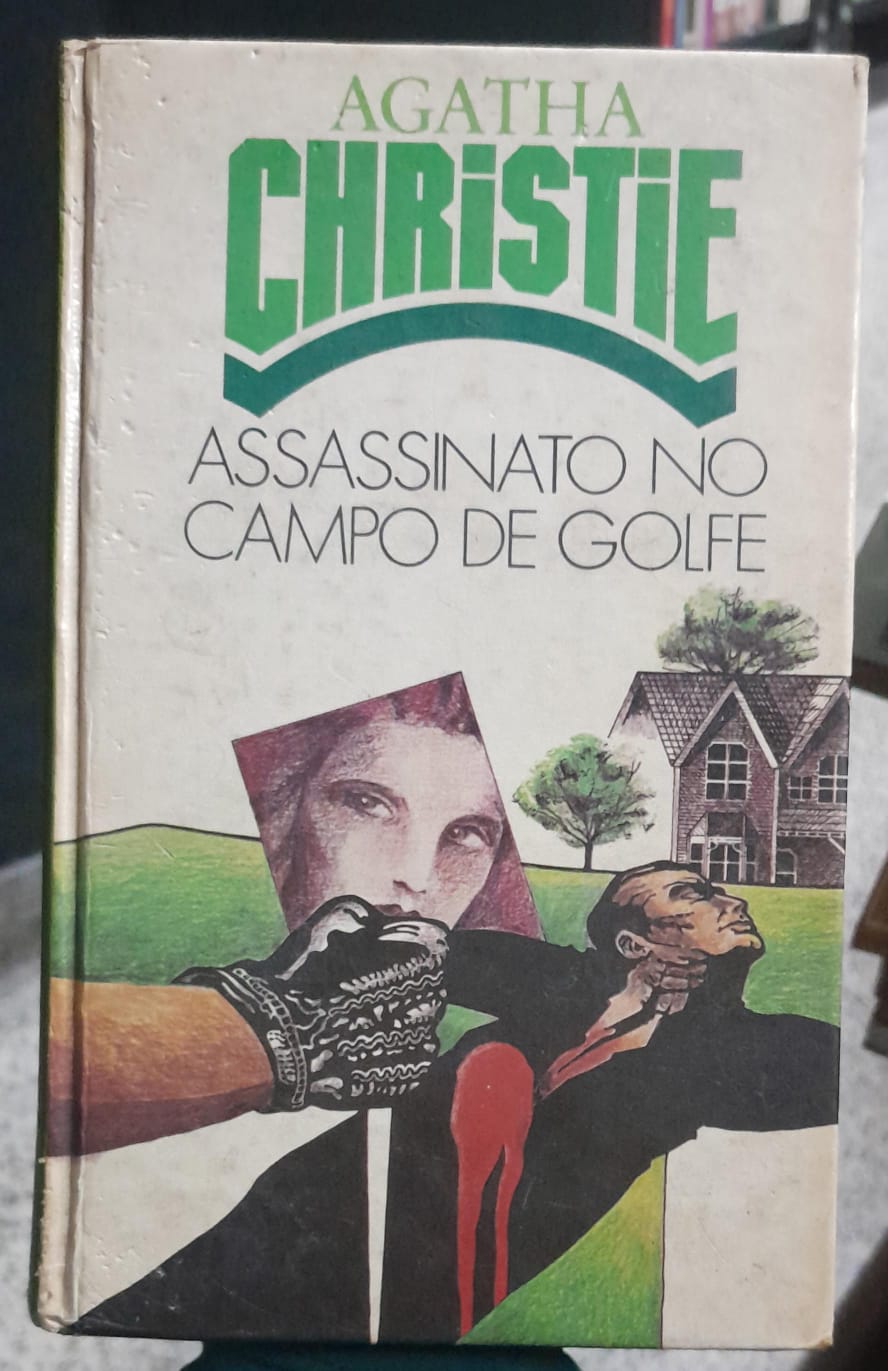 AGATHA
CHRiSTiE
ASSASSINATO NO
CAMPO DE GOLFE